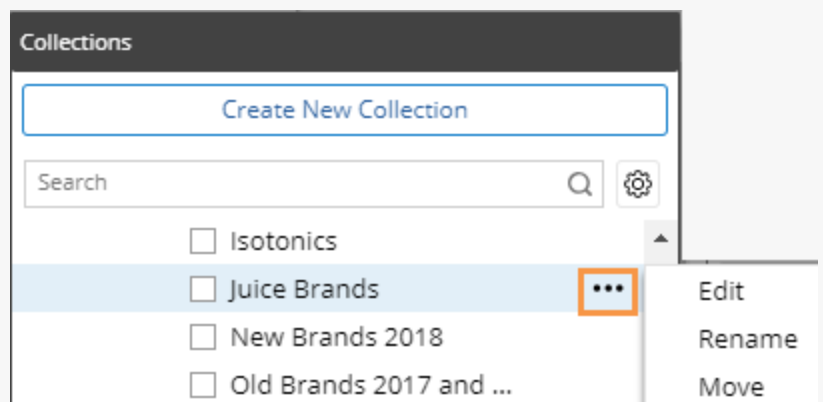 Collections
Create New Collection
Search
Isotonics
Juice Brands
Edit
New Brands 2018
Rename
Old Brands 2017 and ...
Move